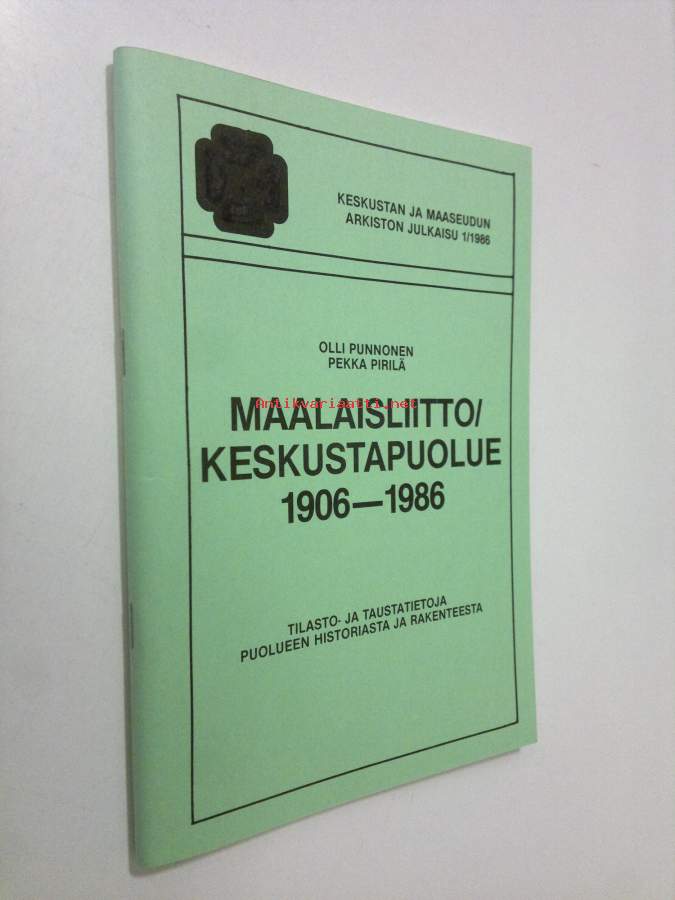 KESKUSTAN JA MAASEUDUN
ARKISTON JULKAISU 1/1986
OLLI PUNNONEN
PEKKA PIRILÄ
Antikvariaatti.net
MAALAISLIITTO/
KESKUSTAPUOLUE
1906—1986
TILASTO- JA TAUSTATIETOJA
PUOLUEEN HISTORIASTA JA RAKENTEESTA